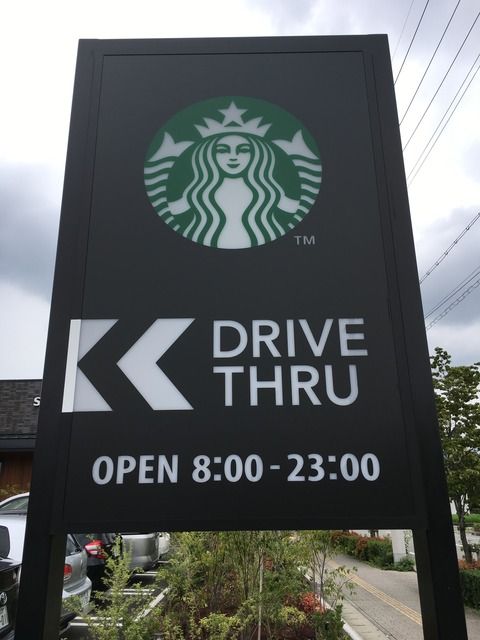 TM
DRIVE
THRU
OPEN 8:00 - 23:00
S